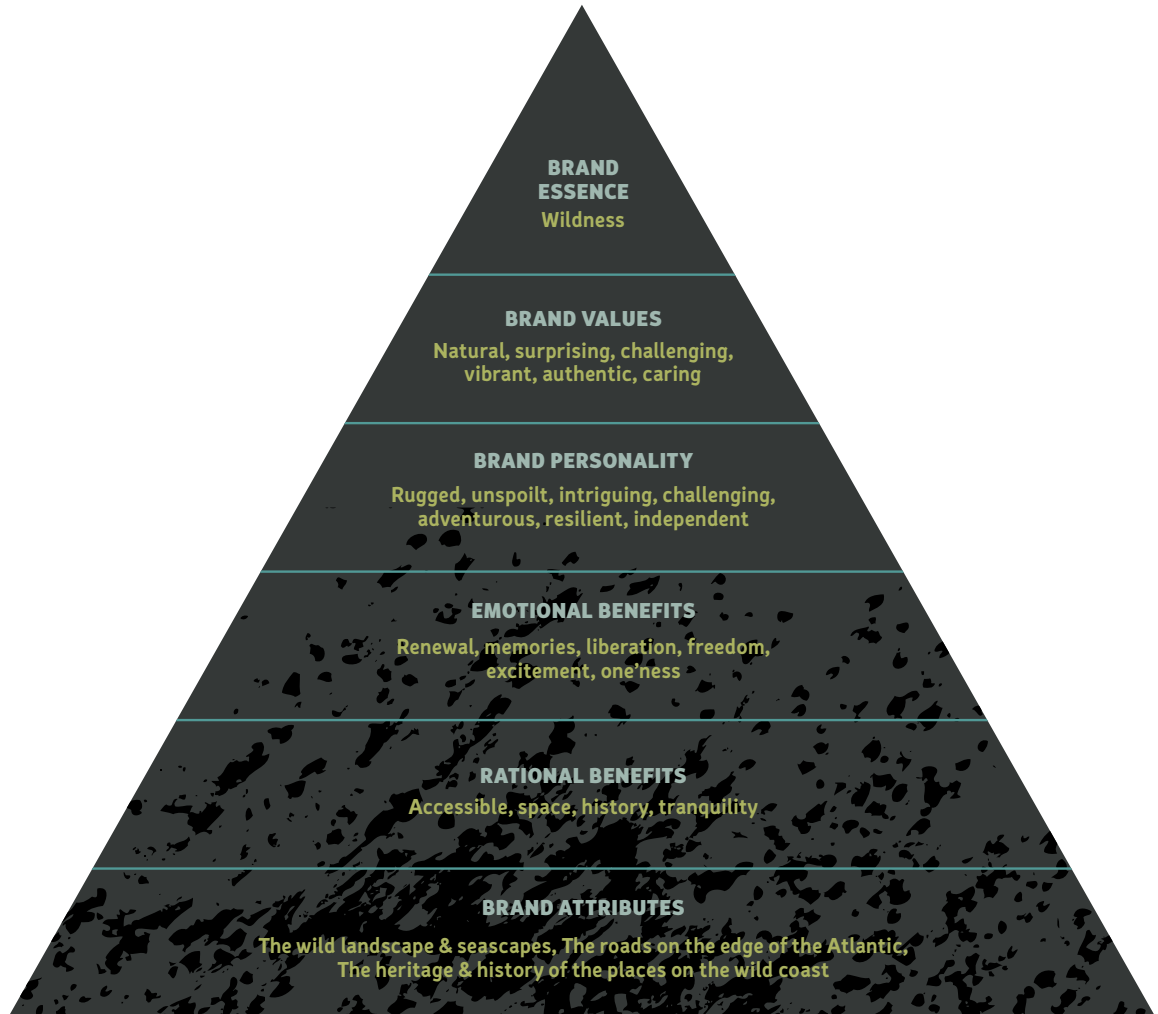 BRAND
ESSENCE
Wildness
BRAND VALUES
Natural, surprising, challenging,
vibrant, authentic, caring
BRAND PERSONALITY
Rugged, unspoilt, intriguing, challenging,
adventurous, resilient, independent
EMOTIONAL BENEFITS
Renewal, memories, liberation, freedom,
excitement, one’ness
RATIONAL BENEFITS
Accessible, space, history, tranquility
BRAND ATTRIBUTES
The wild landscape & seascapes, The roads on the edge of the Atlantic,
The heritage & history of the places on the wild coast